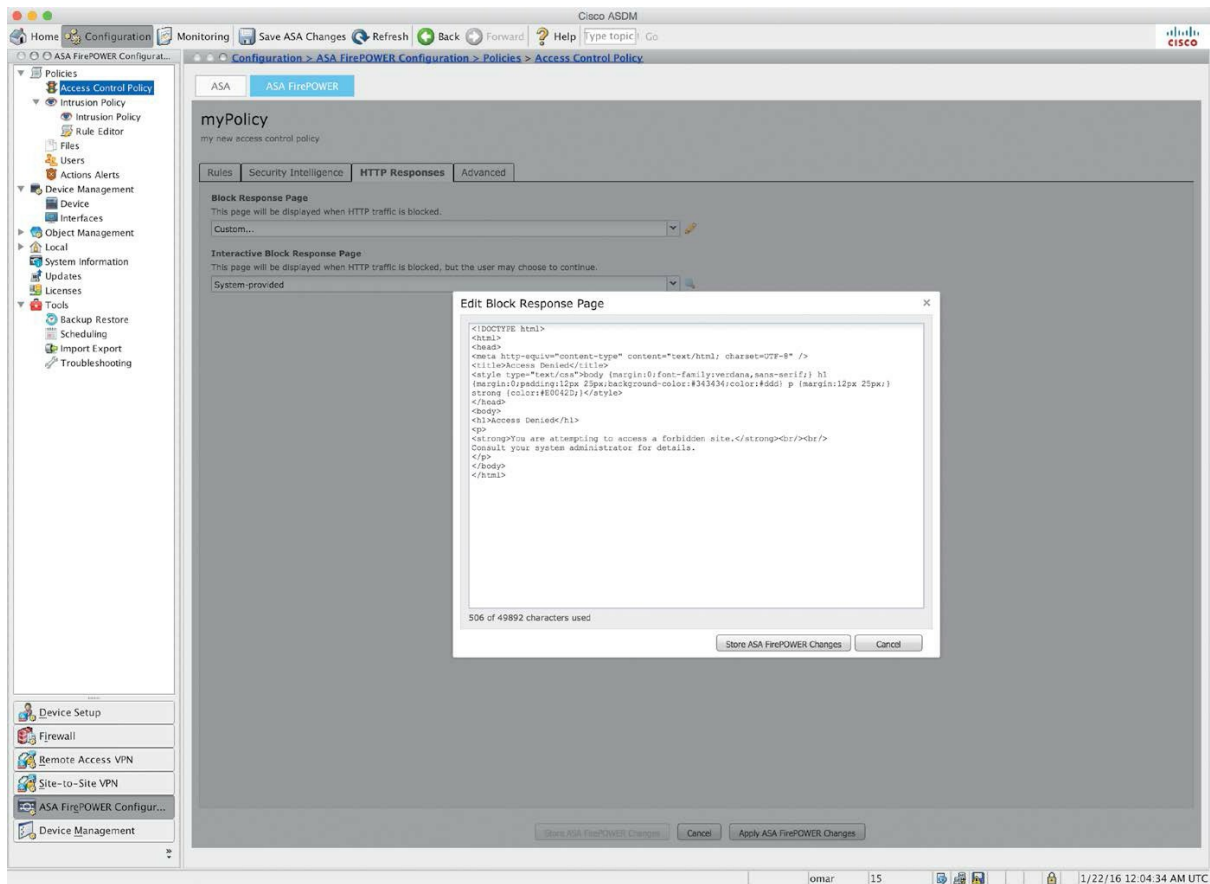 Cisco ASDM
Home Configuration Monitoring Save ASA Changes Refresh Back Forward Help Type topic Go
cisco
ASA FirePOWER Configurat...
Configuration > ASA FirePOWER Configuration > Policies > Access Control Policy
Policies
Access Control Policy
Intrusion Policy
Intrusion Policy
Rule Editor
Files
Users
Actions Alerts
Device Management
Device
Interfaces
Object Management
Local
System Information
Updates
Licenses
Tools
Backup Restore
Scheduling
Import Export
Troubleshooting
Device Setup
Firewall
Remote Access VPN
Site-to-Site VPN
ASA FirePOWER Configur...
Device Management
ASA ASA FirePOWER
myPolicy
my new access control policy
Rules Security Intelligence HTTP Responses Advanced
Block Response Page
This page will be displayed when HTTP traffic is blocked.
Custom...
Interactive Block Response Page
This page will be displayed when HTTP traffic is blocked, but the user may choose to continue.
System-provided
Edit Block Response Page
<!DOCTYPE html>
<html>
<head>
<meta http-equiv="content-type" content="text/html; charset=UTF-8" />
<title>Access Denied</title>
<style type="text/css">body {margin:0;font-family:verdana,sans-serif;} h1
{margin:0;padding:12px 25px;background-color:#343434;color:#ddd} p {margin:12px 25px;}
strong {color:#E0042D;}</style>
</head>
<body>
<h1>Access Denied</h1>
<p>
<strong>You are attempting to access a forbidden site.</strong><br/><br/>
Consult your system administrator for details.
</p>
</body>
</html>
506 of 49892 characters used
Store ASA FirePOWER Changes Cancel
Store ASA FirePOWER Changes Cancel Apply ASA FirePOWER Changes
omar 15 1/22/16 12:04:34 AM UTC